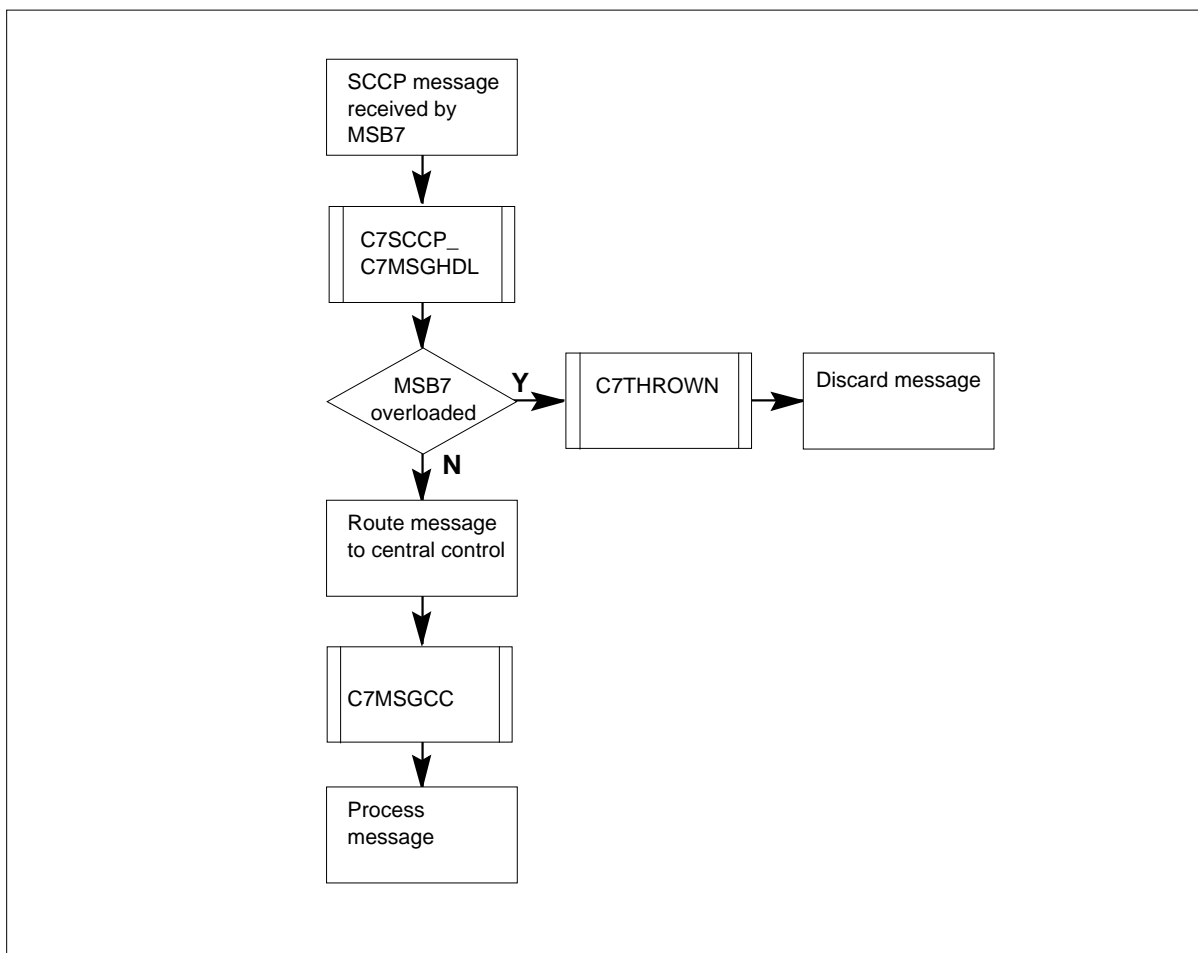 SCCP message
received by
MSB7
C7SCCP_
C7MSGHDL
MSB7
overloaded
Y
C7THROWN
Discard message
N
Route message
to central control
C7MSGCC
Process
message